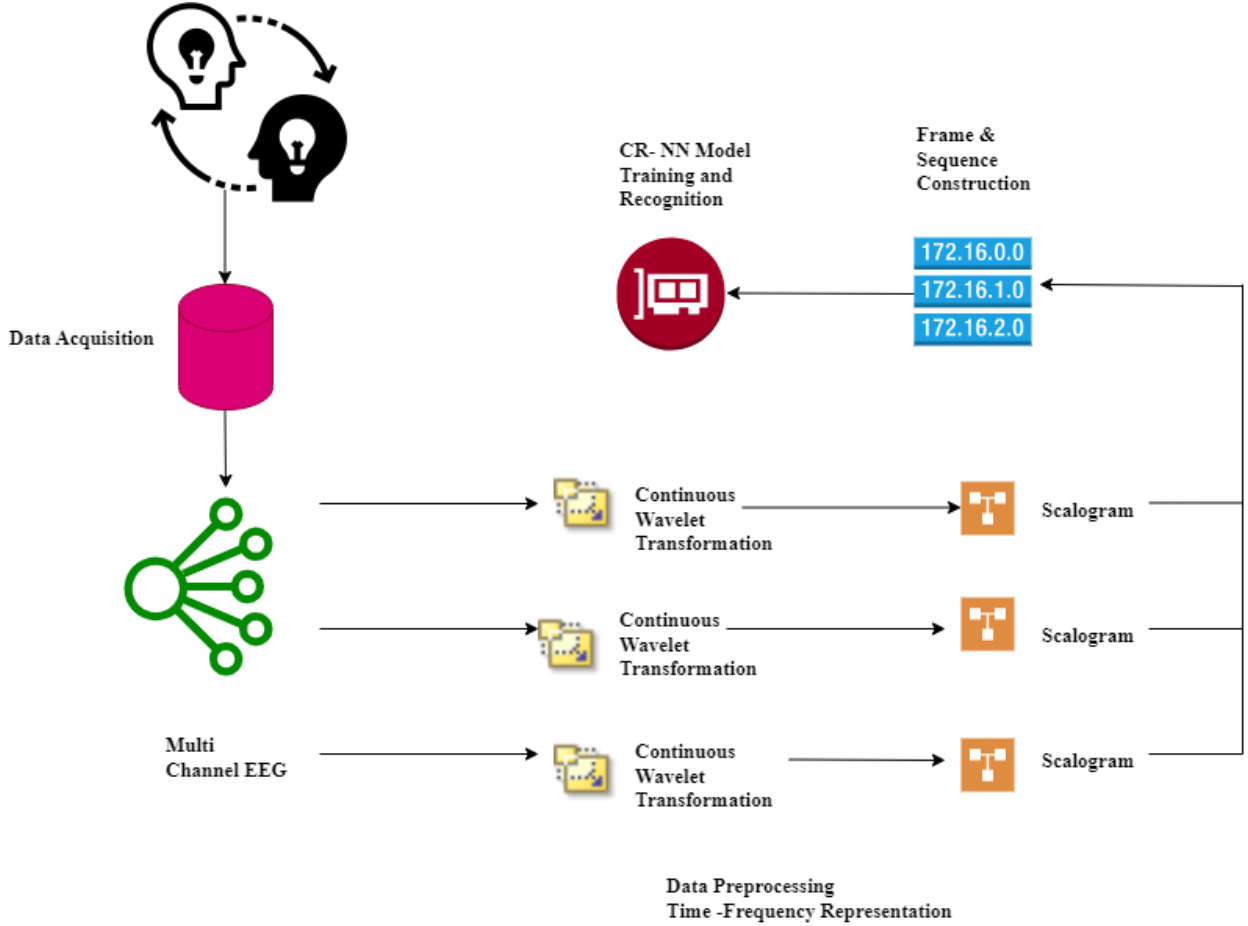 CR- NN Model
Training and
Recognition
Frame &
Sequence
Construction
172.16.0.0
172.16.1.0
172.16.2.0
Data Acquisition
Continuous
Wavelet
Transformation
Scalogram
Continuous
Wavelet
Transformation
Scalogram
Multi
Channel EEG
Continuous
Wavelet
Transformation
Scalogram
Data Preprocessing
Time -Frequency Representation